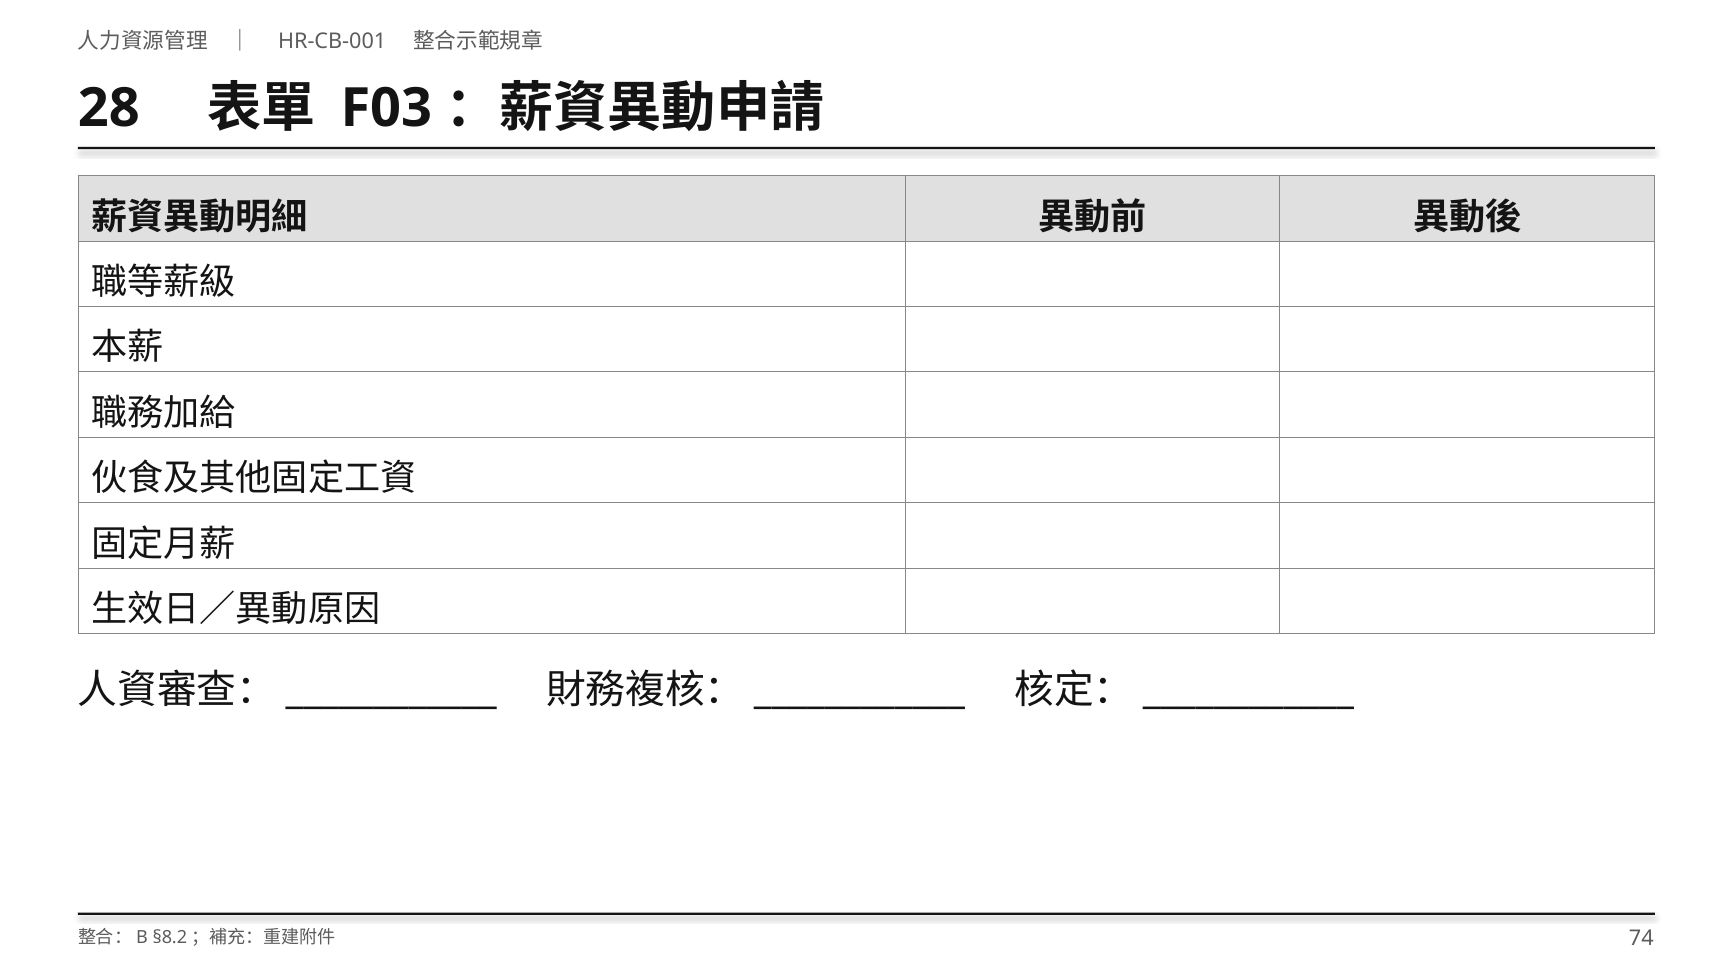 人力資源管理 ｜ HR-CB-001 整合示範規章
28 表單 F03：薪資異動申請
薪資異動明細 異動前 異動後
職等薪級
本薪
職務加給
伙食及其他固定工資
固定月薪
生效日／異動原因
人資審查：____________ 財務複核：____________ 核定：____________
整合：B §8.2；補充：重建附件 74